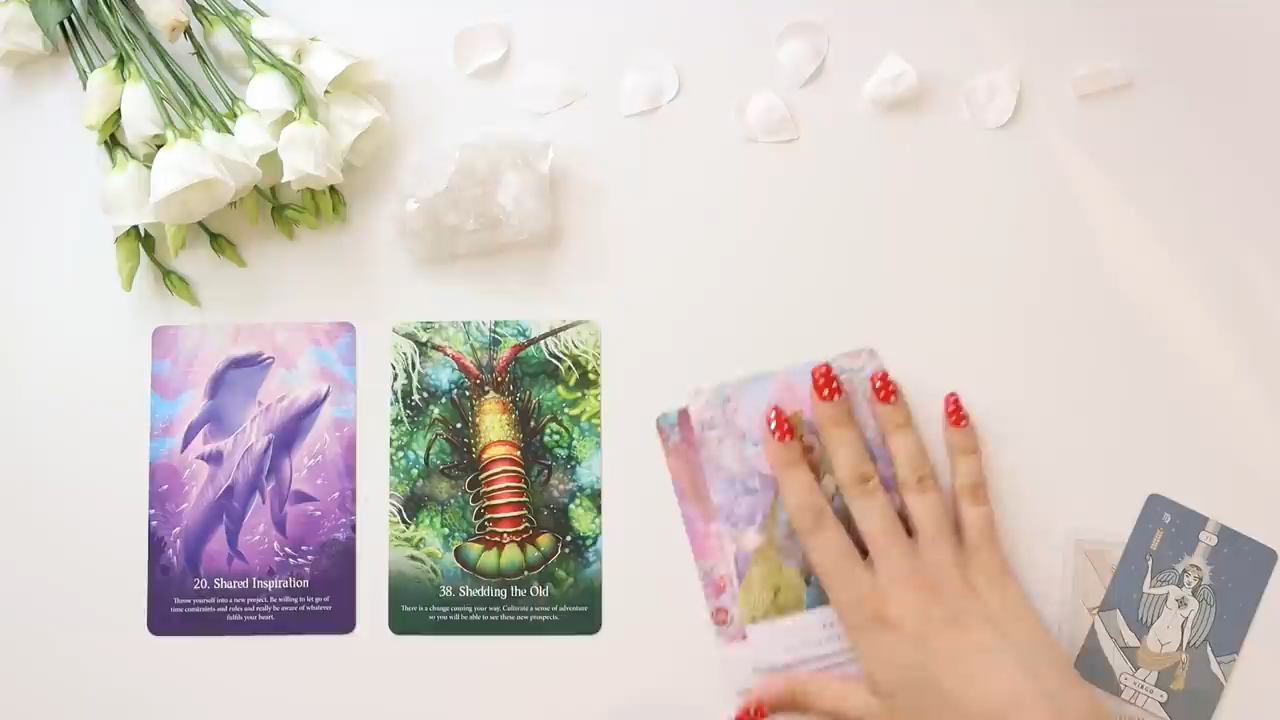 20. Shared Inspiration
Throw yourself into a new project. Be willing to let go of
time constraints and rules and really be aware of whatever
fulfils your heart.
38. Shedding the Old
There is a change coming your way. Cultivate a sense of adventure
so you will be able to see these new prospects.
VIRGO